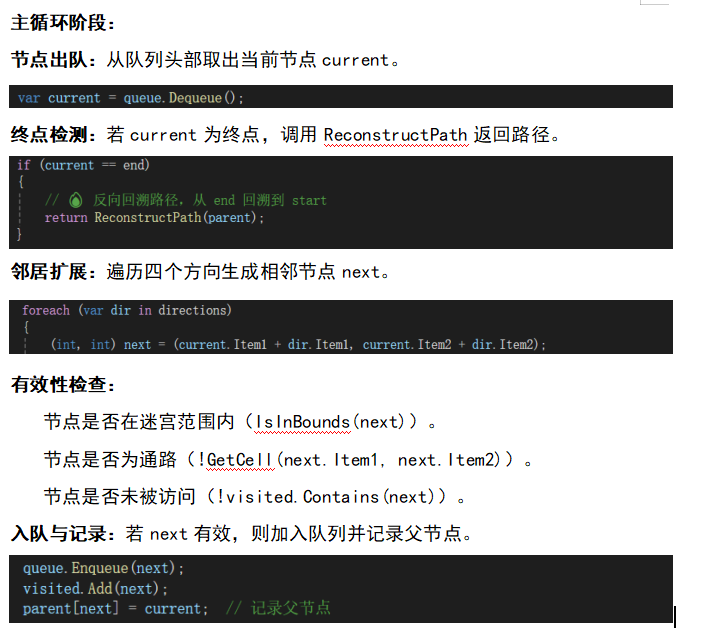 主循环阶段：
节点出队：从队列头部取出当前节点 current。
var current = queue.Dequeue();
终点检测：若 current 为终点，调用 ReconstructPath 返回路径。
if (current == end)
{
// 反向回溯路径，从 end 回溯到 start
return ReconstructPath(parent);
}
邻居扩展：遍历四个方向生成相邻节点 next。
foreach (var dir in directions)
{
(int, int) next = (current.Item1 + dir.Item1, current.Item2 + dir.Item2);
有效性检查：
节点是否在迷宫范围内（IsInBounds(next)）。
节点是否为通路（!GetCell(next.Item1, next.Item2)）。
节点是否未被访问（!visited.Contains(next)）。
入队与记录：若 next 有效，则加入队列并记录父节点。
queue.Enqueue(next);
visited.Add(next);
parent[next] = current; // 记录父节点